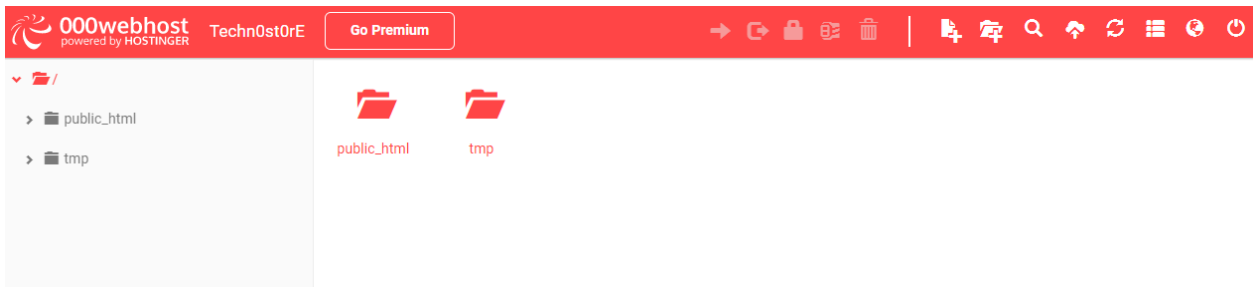 000webhost
powered by HOSTINGER
Techn0st0rE
Go Premium
/
public_html
tmp
public_html
tmp